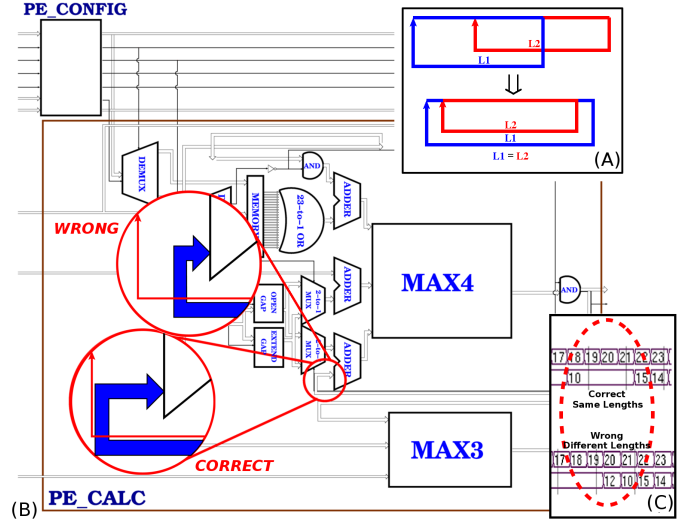 PE_CONFIG
L2
L1
L2
L1
L1 = L2
(A)
DEMUX
AND
MEMORY
23-to-1 OR
ADDER
WRONG
MAX4
AND
OPEN
GAP
2-to-1
MUX
ADDER
EXTEND
GAP
MUX
ADDER
17 18 19 20 21 22 23
10 15 14
Correct
Same Lengths
Wrong
Different Lengths
17 18 19 20 21 22 23
12 10 15 14
CORRECT
MAX3
(B)
PE_CALC
(C)